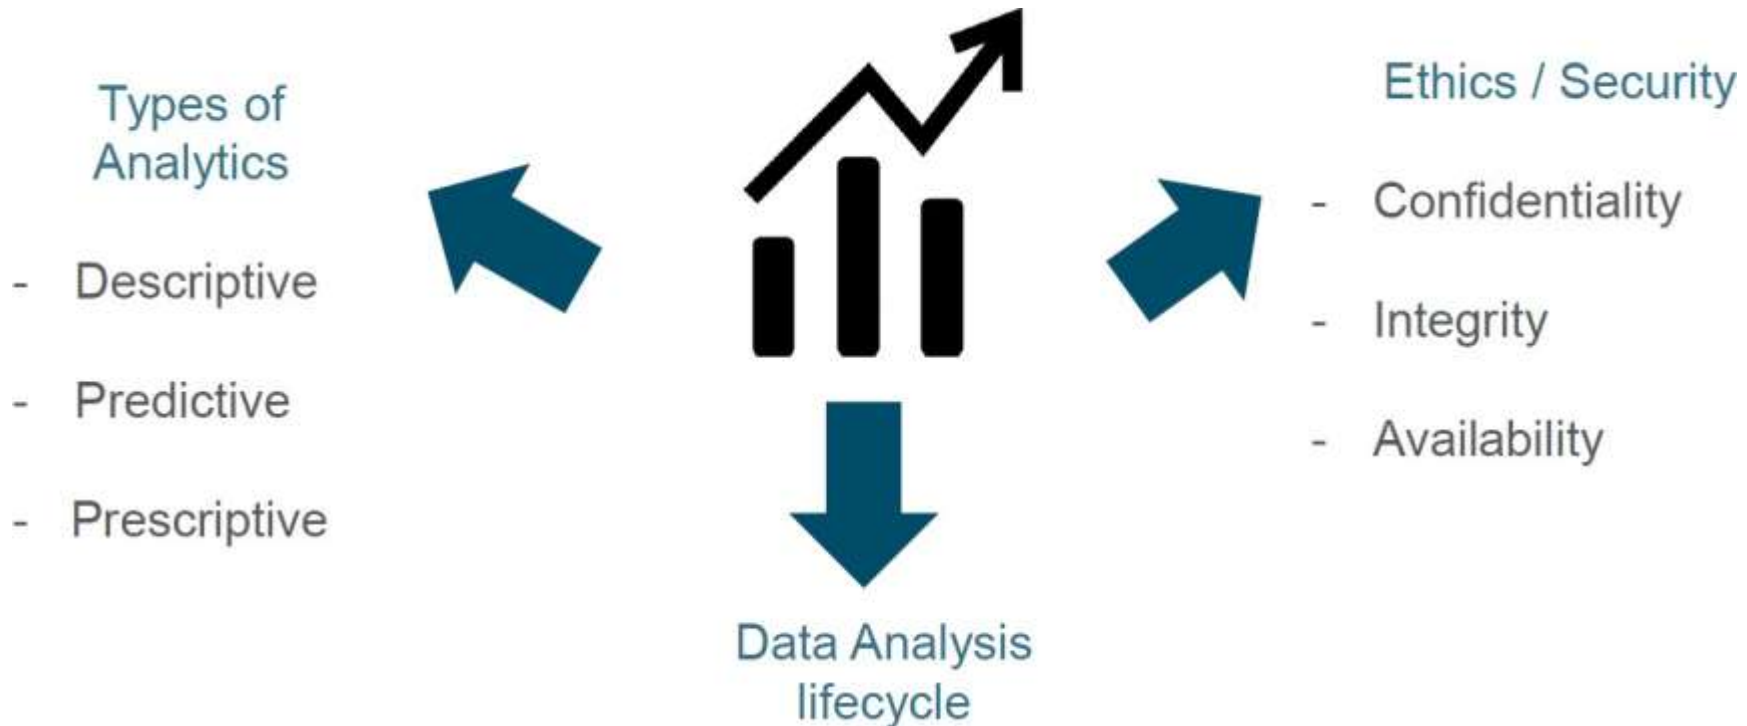 Types of
Analytics
- Descriptive
- Predictive
- Prescriptive
Ethics / Security
- Confidentiality
- Integrity
- Availability
Data Analysis
lifecycle